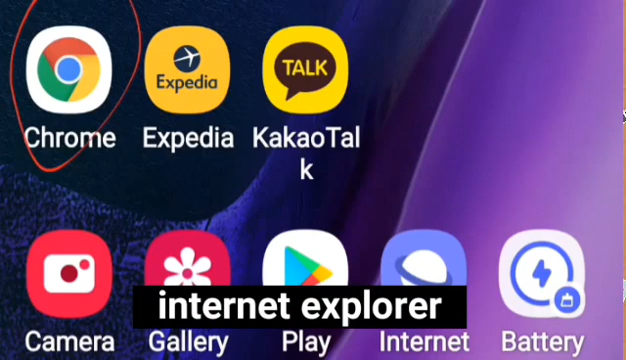 Expedia
TALK
Chrome
Expedia
KakaoTal
k
internet explorer
Camera
Gallery
Play
Internet
Battery